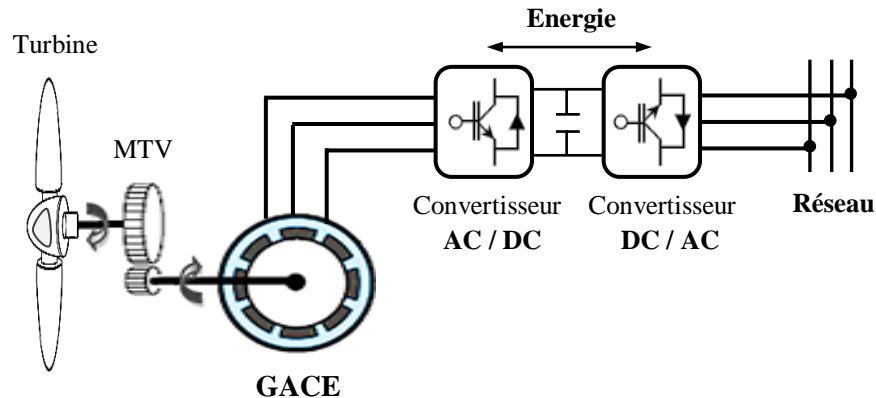 Energie
Turbine
MTV
Convertisseur
AC / DC
Convertisseur
DC / AC
Réseau
GACE